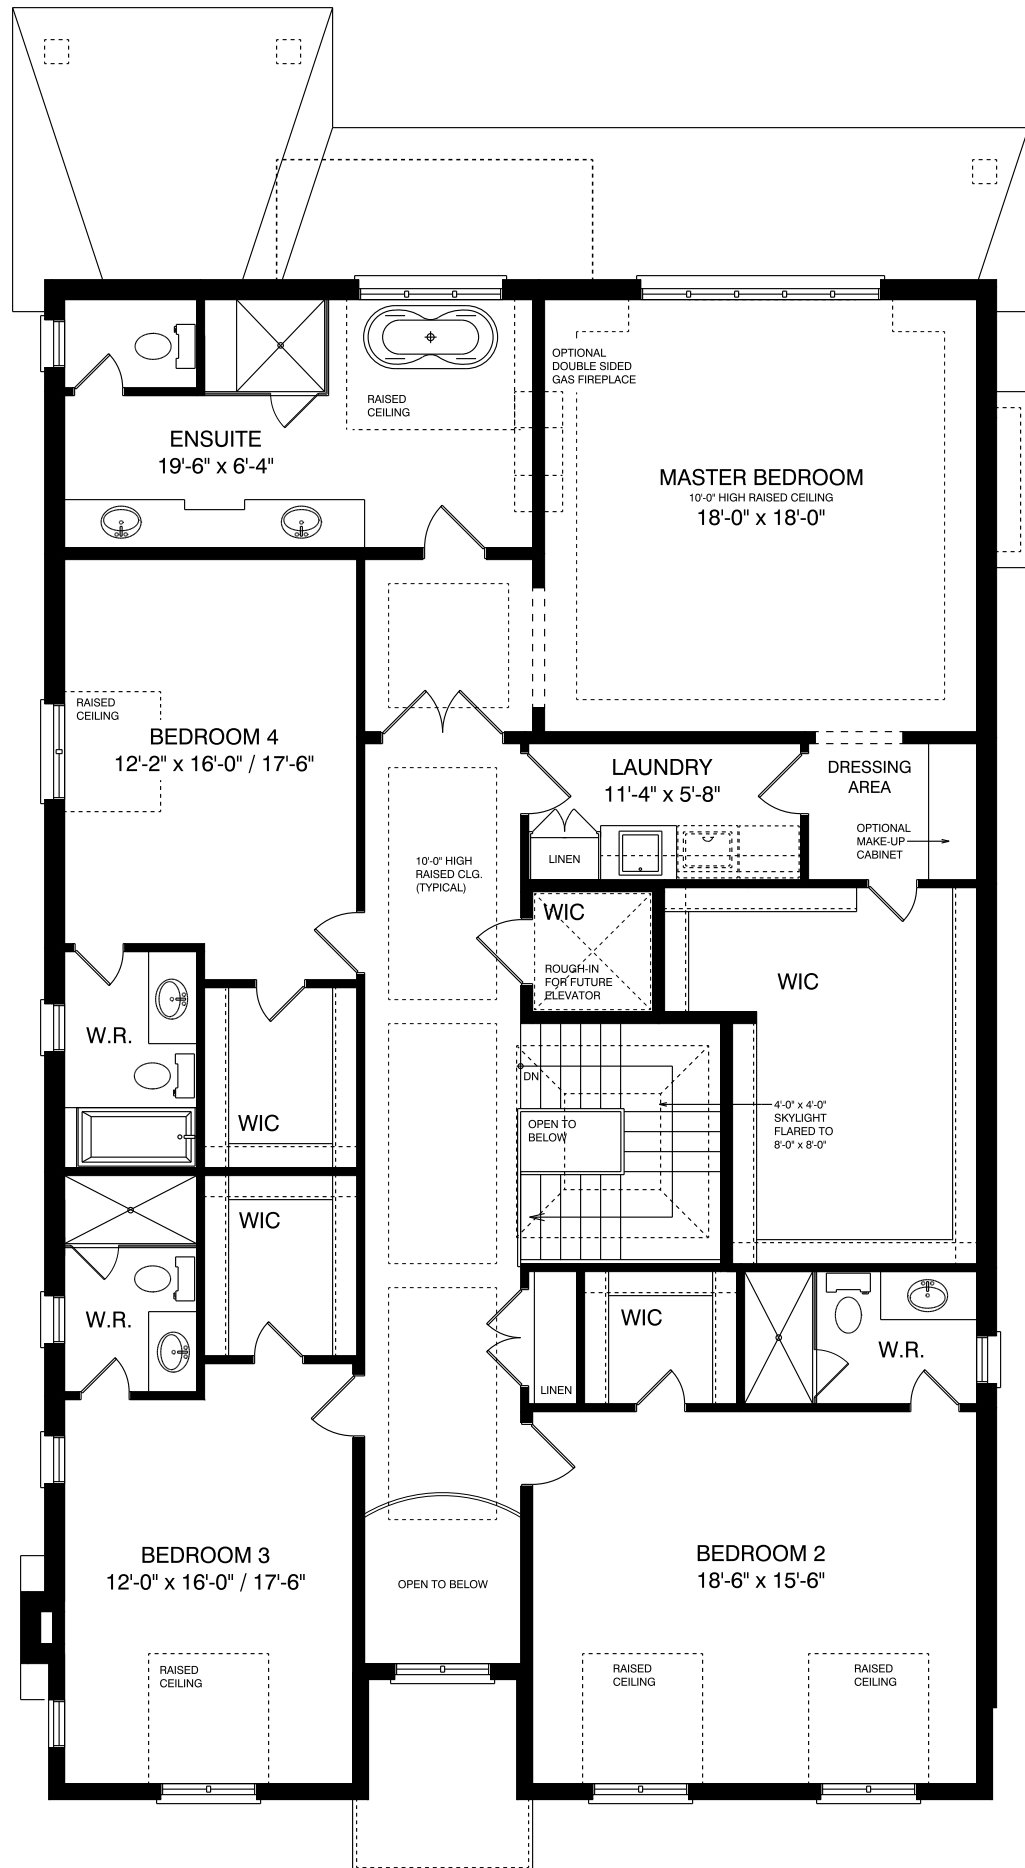 OPTIONAL
DOUBLE SIDED
GAS FIREPLACE
RAISED
CEILING
ENSUITE
19'-6" x 6'-4"
MASTER BEDROOM
10'-0" HIGH RAISED CEILING
18'-0" x 18'-0"
RAISED
CEILING
BEDROOM 4
12'-2" x 16'-0" / 17'-6"
LAUNDRY
11'-4" x 5'-8"
DRESSING
AREA
OPTIONAL
MAKE-UP
CABINET
LINEN
10'-0" HIGH
RAISED CLG.
(TYPICAL)
WIC
ROUGH-IN
FOR FUTURE
ELEVATOR
WIC
W.R.
WIC
DN
OPEN TO
BELOW
4'-0" x 4'-0"
SKYLIGHT
FLARED TO
8'-0" x 8'-0"
WIC
W.R.
WIC
W.R.
LINEN
BEDROOM 3
12'-0" x 16'-0" / 17'-6"
OPEN TO BELOW
BEDROOM 2
18'-6" x 15'-6"
RAISED
CEILING
RAISED
CEILING
RAISED
CEILING